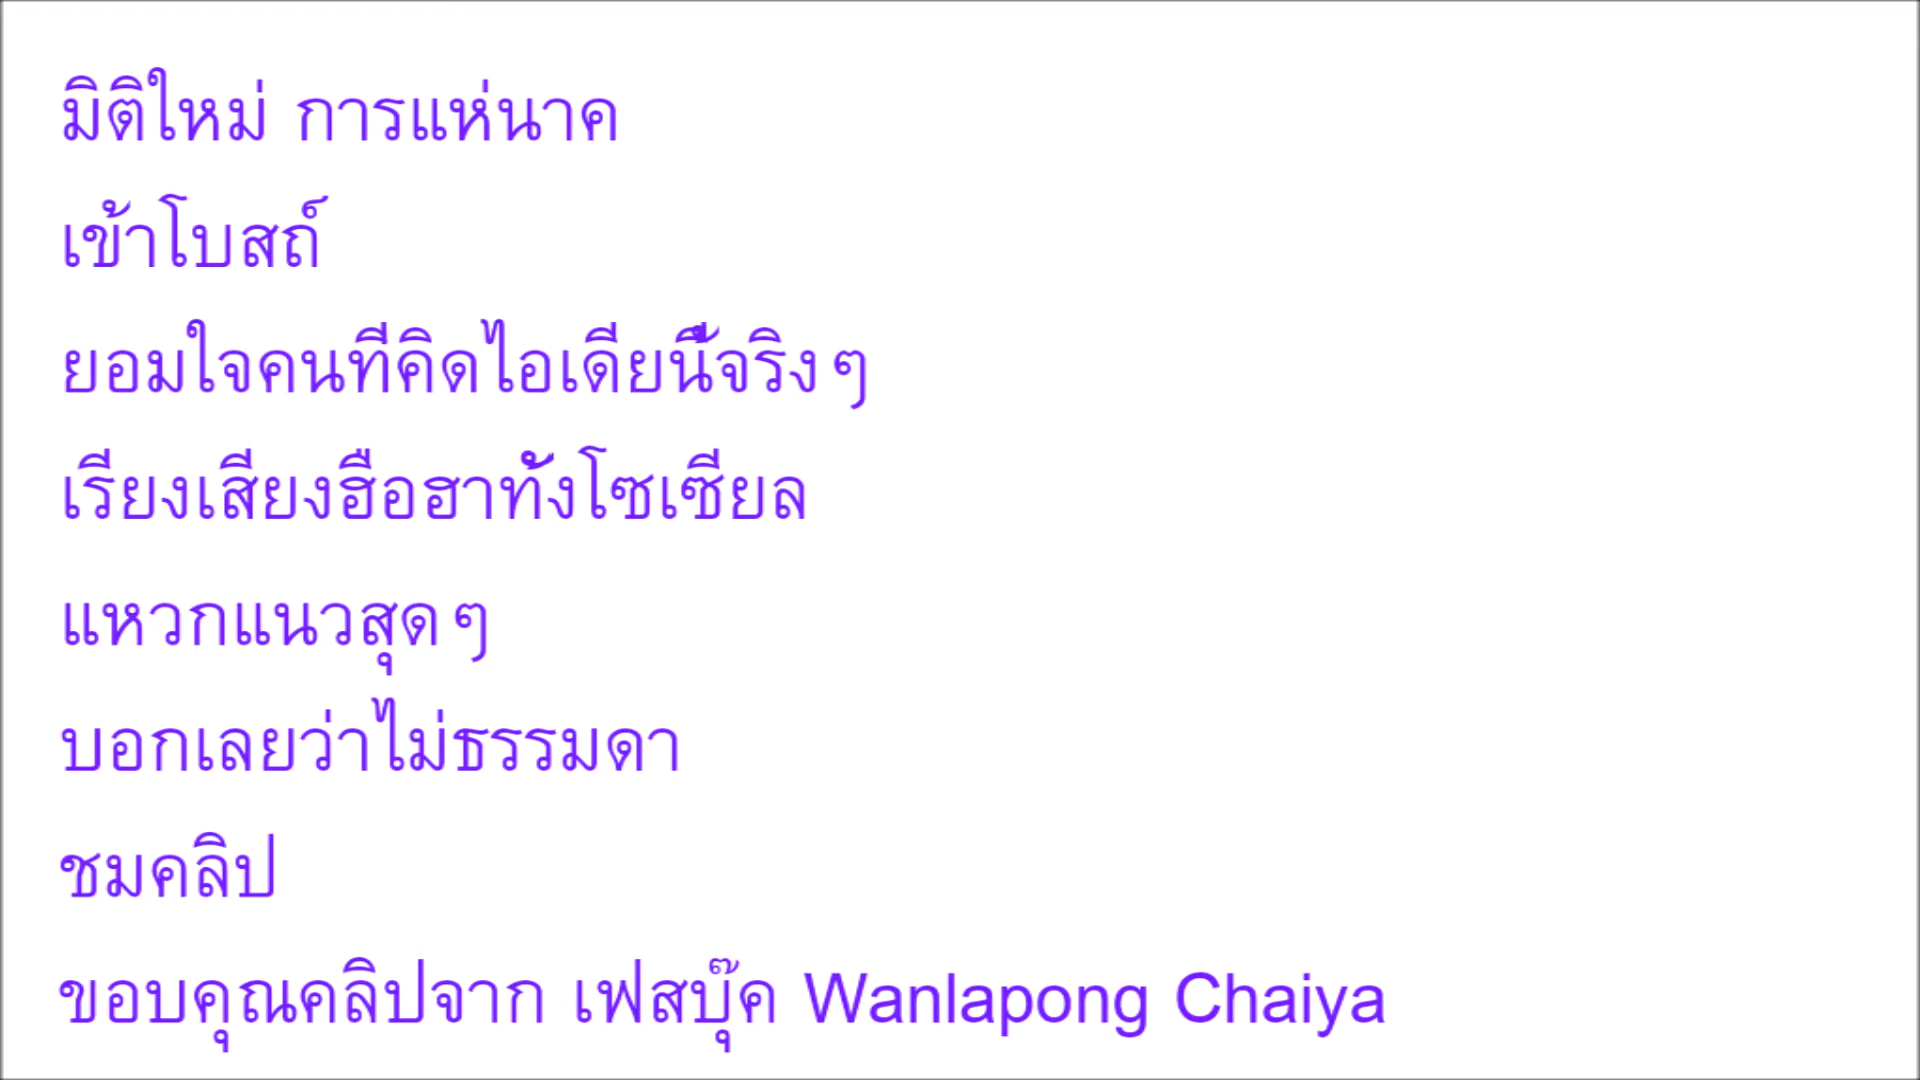 มิติใหม่ การแห่นาค
เข้าโบสถ์
ยอมใจคนที่คิดไอเดียนี้จริงๆ
เรียงเสียงฮือฮาทั้งโซเซียล
แหวกแนวสุดๆ
บอกเลยว่าไม่ธรรมดา
ชมคลิป
ขอบคุณคลิปจาก เฟสบุ๊ค Wanlapong Chaiya